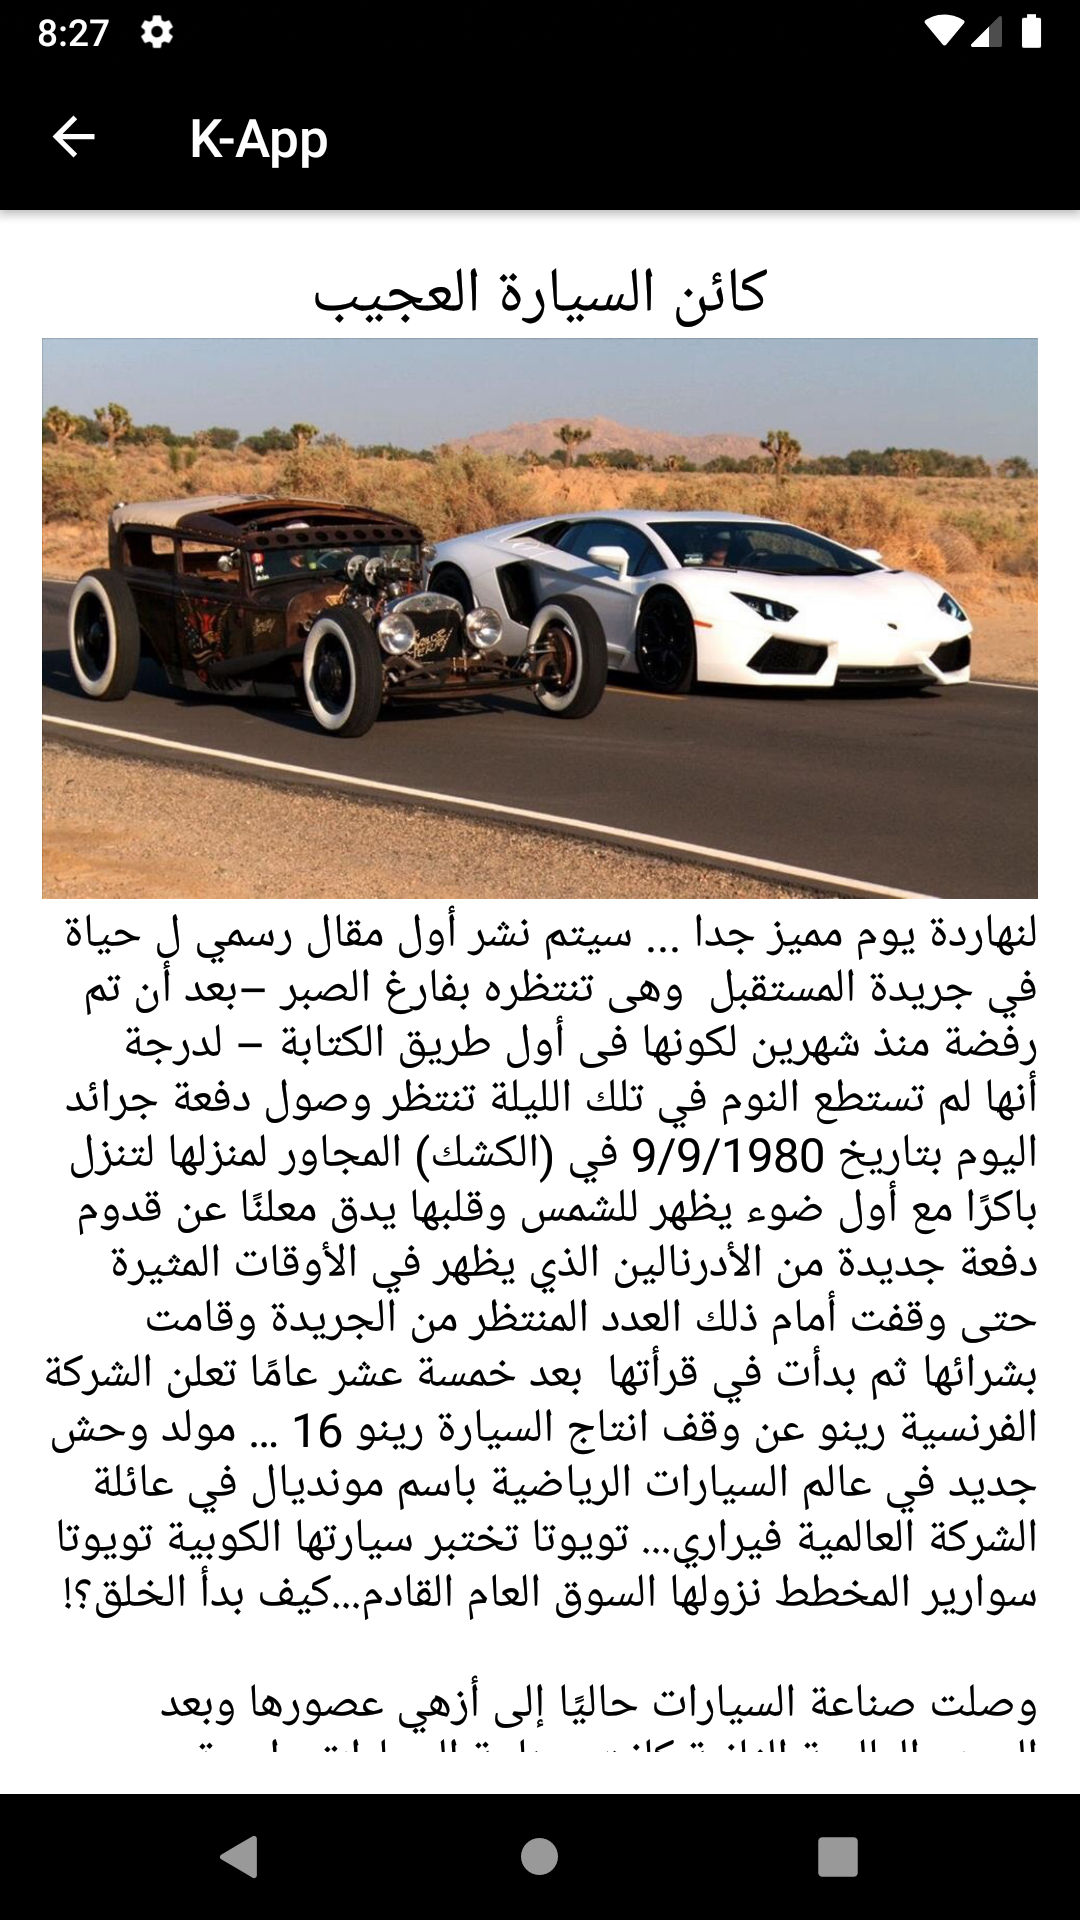 8:27
K-App
كائن السيارة العجيب
لنهاردة يوم مميز جدا ... سيتم نشر أول مقال رسمي ل حياة
في جريدة المستقبل  وهى تنتظره بفارغ الصبر –بعد أن تم
رفضة منذ شهرين لكونها فى أول طريق الكتابة – لدرجة
أنها لم تستطع النوم في تلك الليلة تنتظر وصول دفعة جرائد
اليوم بتاريخ 9/9/1980 في (الكشك) المجاور لمنزلها لتنزل
باكرًا مع أول ضوء يظهر للشمس وقلبها يدق معلنًا عن قدوم
دفعة جديدة من الأدرنالين الذي يظهر في الأوقات المثيرة
حتى وقفت أمام ذلك العدد المنتظر من الجريدة وقامت
بشرائها ثم بدأت في قرأتها  بعد خمسة عشر عامًا تعلن الشركة
الفرنسية رينو عن وقف انتاج السيارة رينو 16 ... مولد وحش
جديد في عالم السيارات الرياضية باسم مونديال في عائلة
الشركة العالمية فيراري... تويوتا تختبر سيارتها الكوبية تويوتا
سوارير المخطط نزولها السوق العام القادم...كيف بدأ الخلق؟!
وصلت صناعة السيارات حاليًا إلى أزهي عصورها وبعد